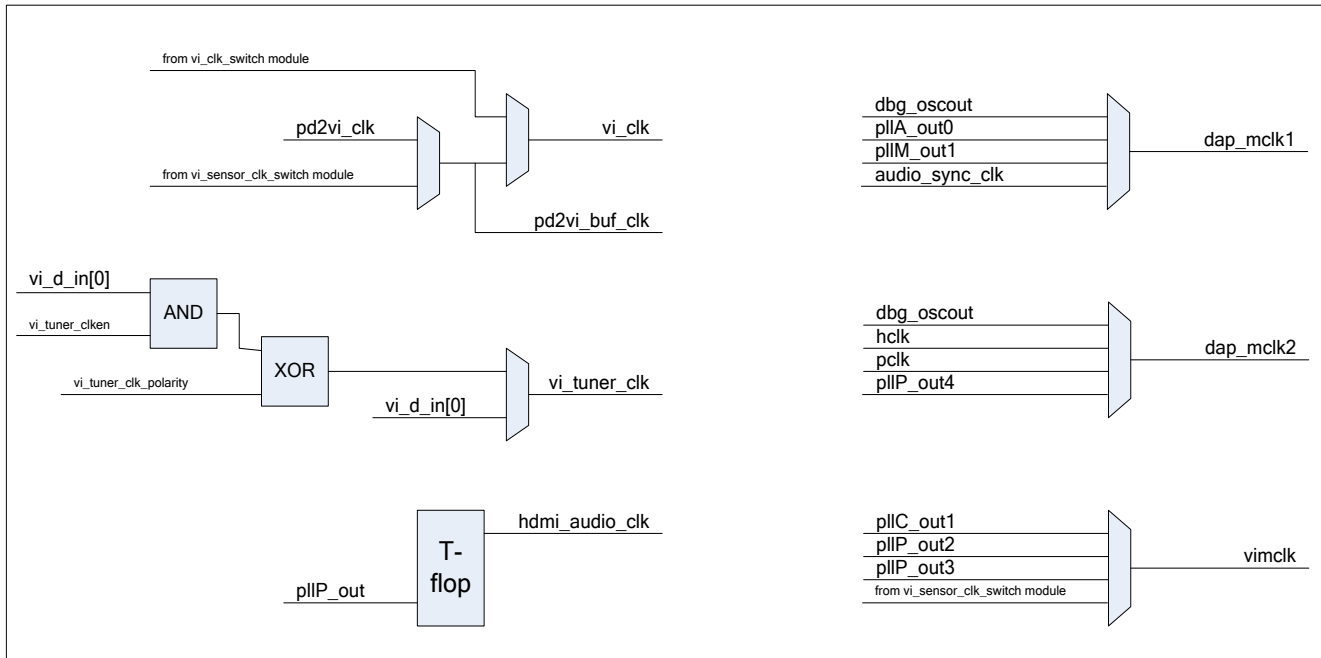 from vi_clk_switch module
pd2vi_clk
vi_clk
from vi_sensor_clk_switch module
pd2vi_buf_clk
dbg_oscout
pllA_out0
pllM_out1
audio_sync_clk
dap_mclk1
vi_d_in[0]
AND
vi_tuner_clken
XOR
vi_tuner_clk_polarity
vi_tuner_clk
vi_d_in[0]
dbg_oscout
hclk
pclk
pllP_out4
dap_mclk2
hdmi_audio_clk
T-
flop
pllP_out
pllC_out1
pllP_out2
pllP_out3
from vi_sensor_clk_switch module
vimclk